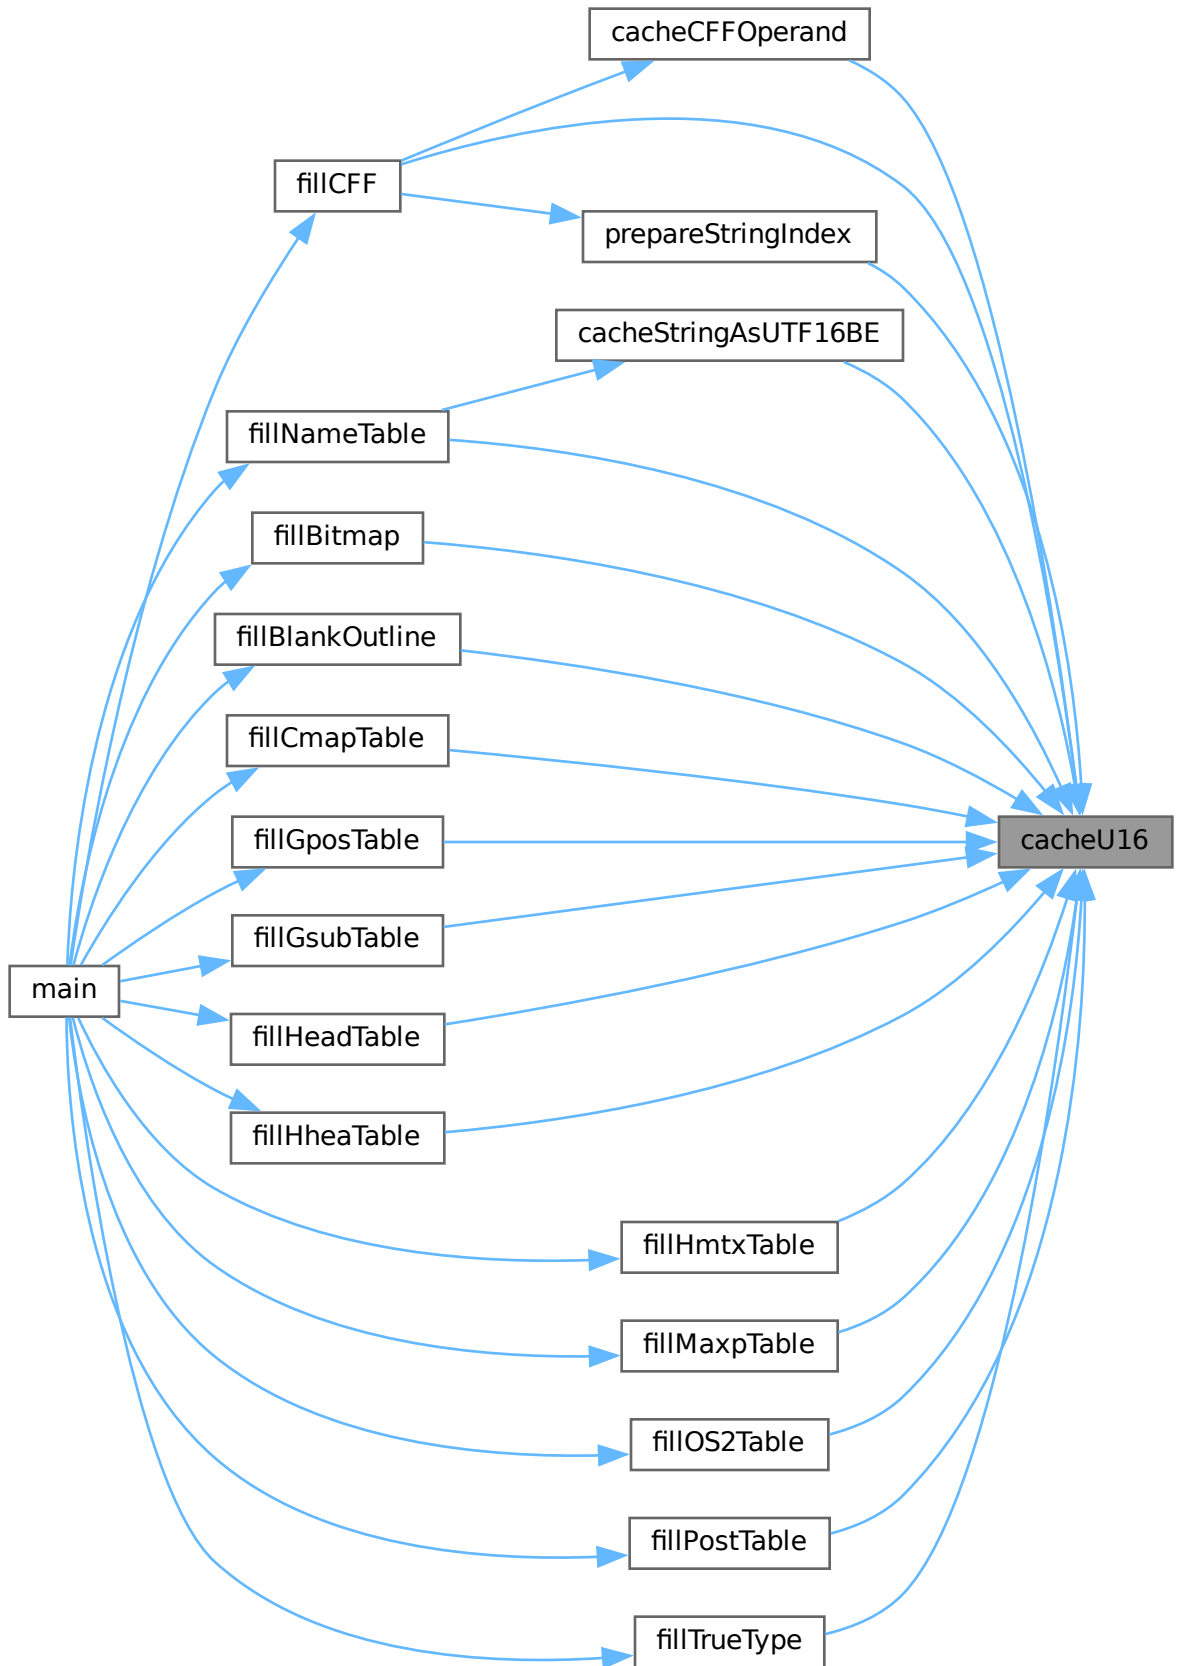 cacheCFFOperand
fillCFF
prepareStringIndex
cacheStringAsUTF16BE
fillNameTable
fillBitmap
fillBlankOutline
fillCmapTable
fillGposTable
cacheU16
fillGsubTable
main
fillHeadTable
fillHheaTable
fillHmtxTable
fillMaxpTable
fillOS2Table
fillPostTable
fillTrueType